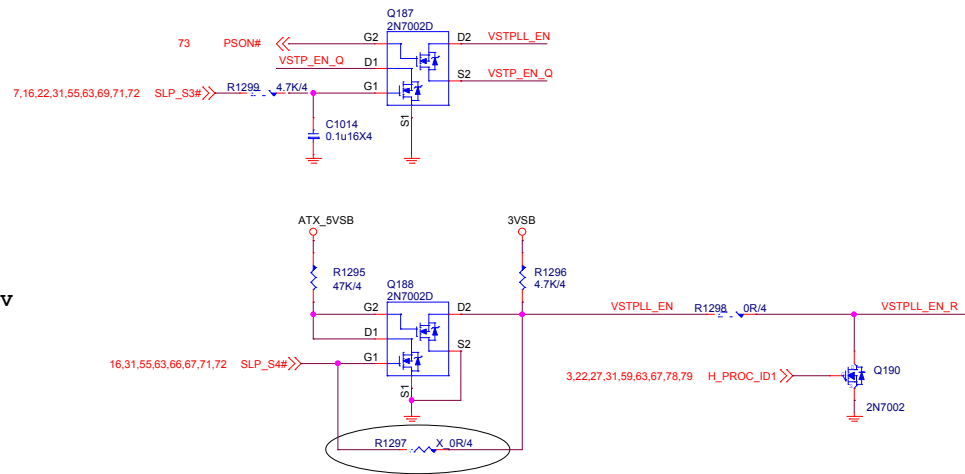 Q187
2N7002D
73 PSON# G2 D2 VSTPLL_EN
VSTP_EN_Q D1 S2 VSTP_EN_Q
7,16,22,31,55,63,69,71,72 SLP_S3# R1299 4.7K/4 G1
S1
C1014
0.1u16X4
ATX_5VSB 3VSB
R1295 R1296
47K/4 4.7K/4
Q188
2N7002D
V
G2 D2 VSTPLL_EN R1298 0R/4 VSTPLL_EN_R
D1 S2
16,31,55,63,66,67,71,72 SLP_S4# G1
S1
3,22,27,31,59,63,67,78,79 H_PROC_ID1 Q190
2N7002
R1297 X_0R/4